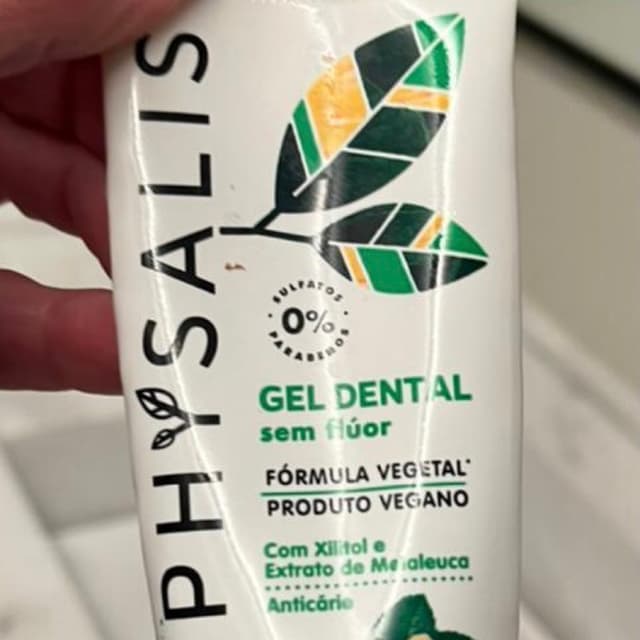 PHYSALIS
SULFATOS
0%
PARABENOS
GEL DENTAL
sem flúor
FÓRMULA VEGETAL*
PRODUTO VEGANO
Com Xilitol e
Extrato de Melaleuca
Anticárie